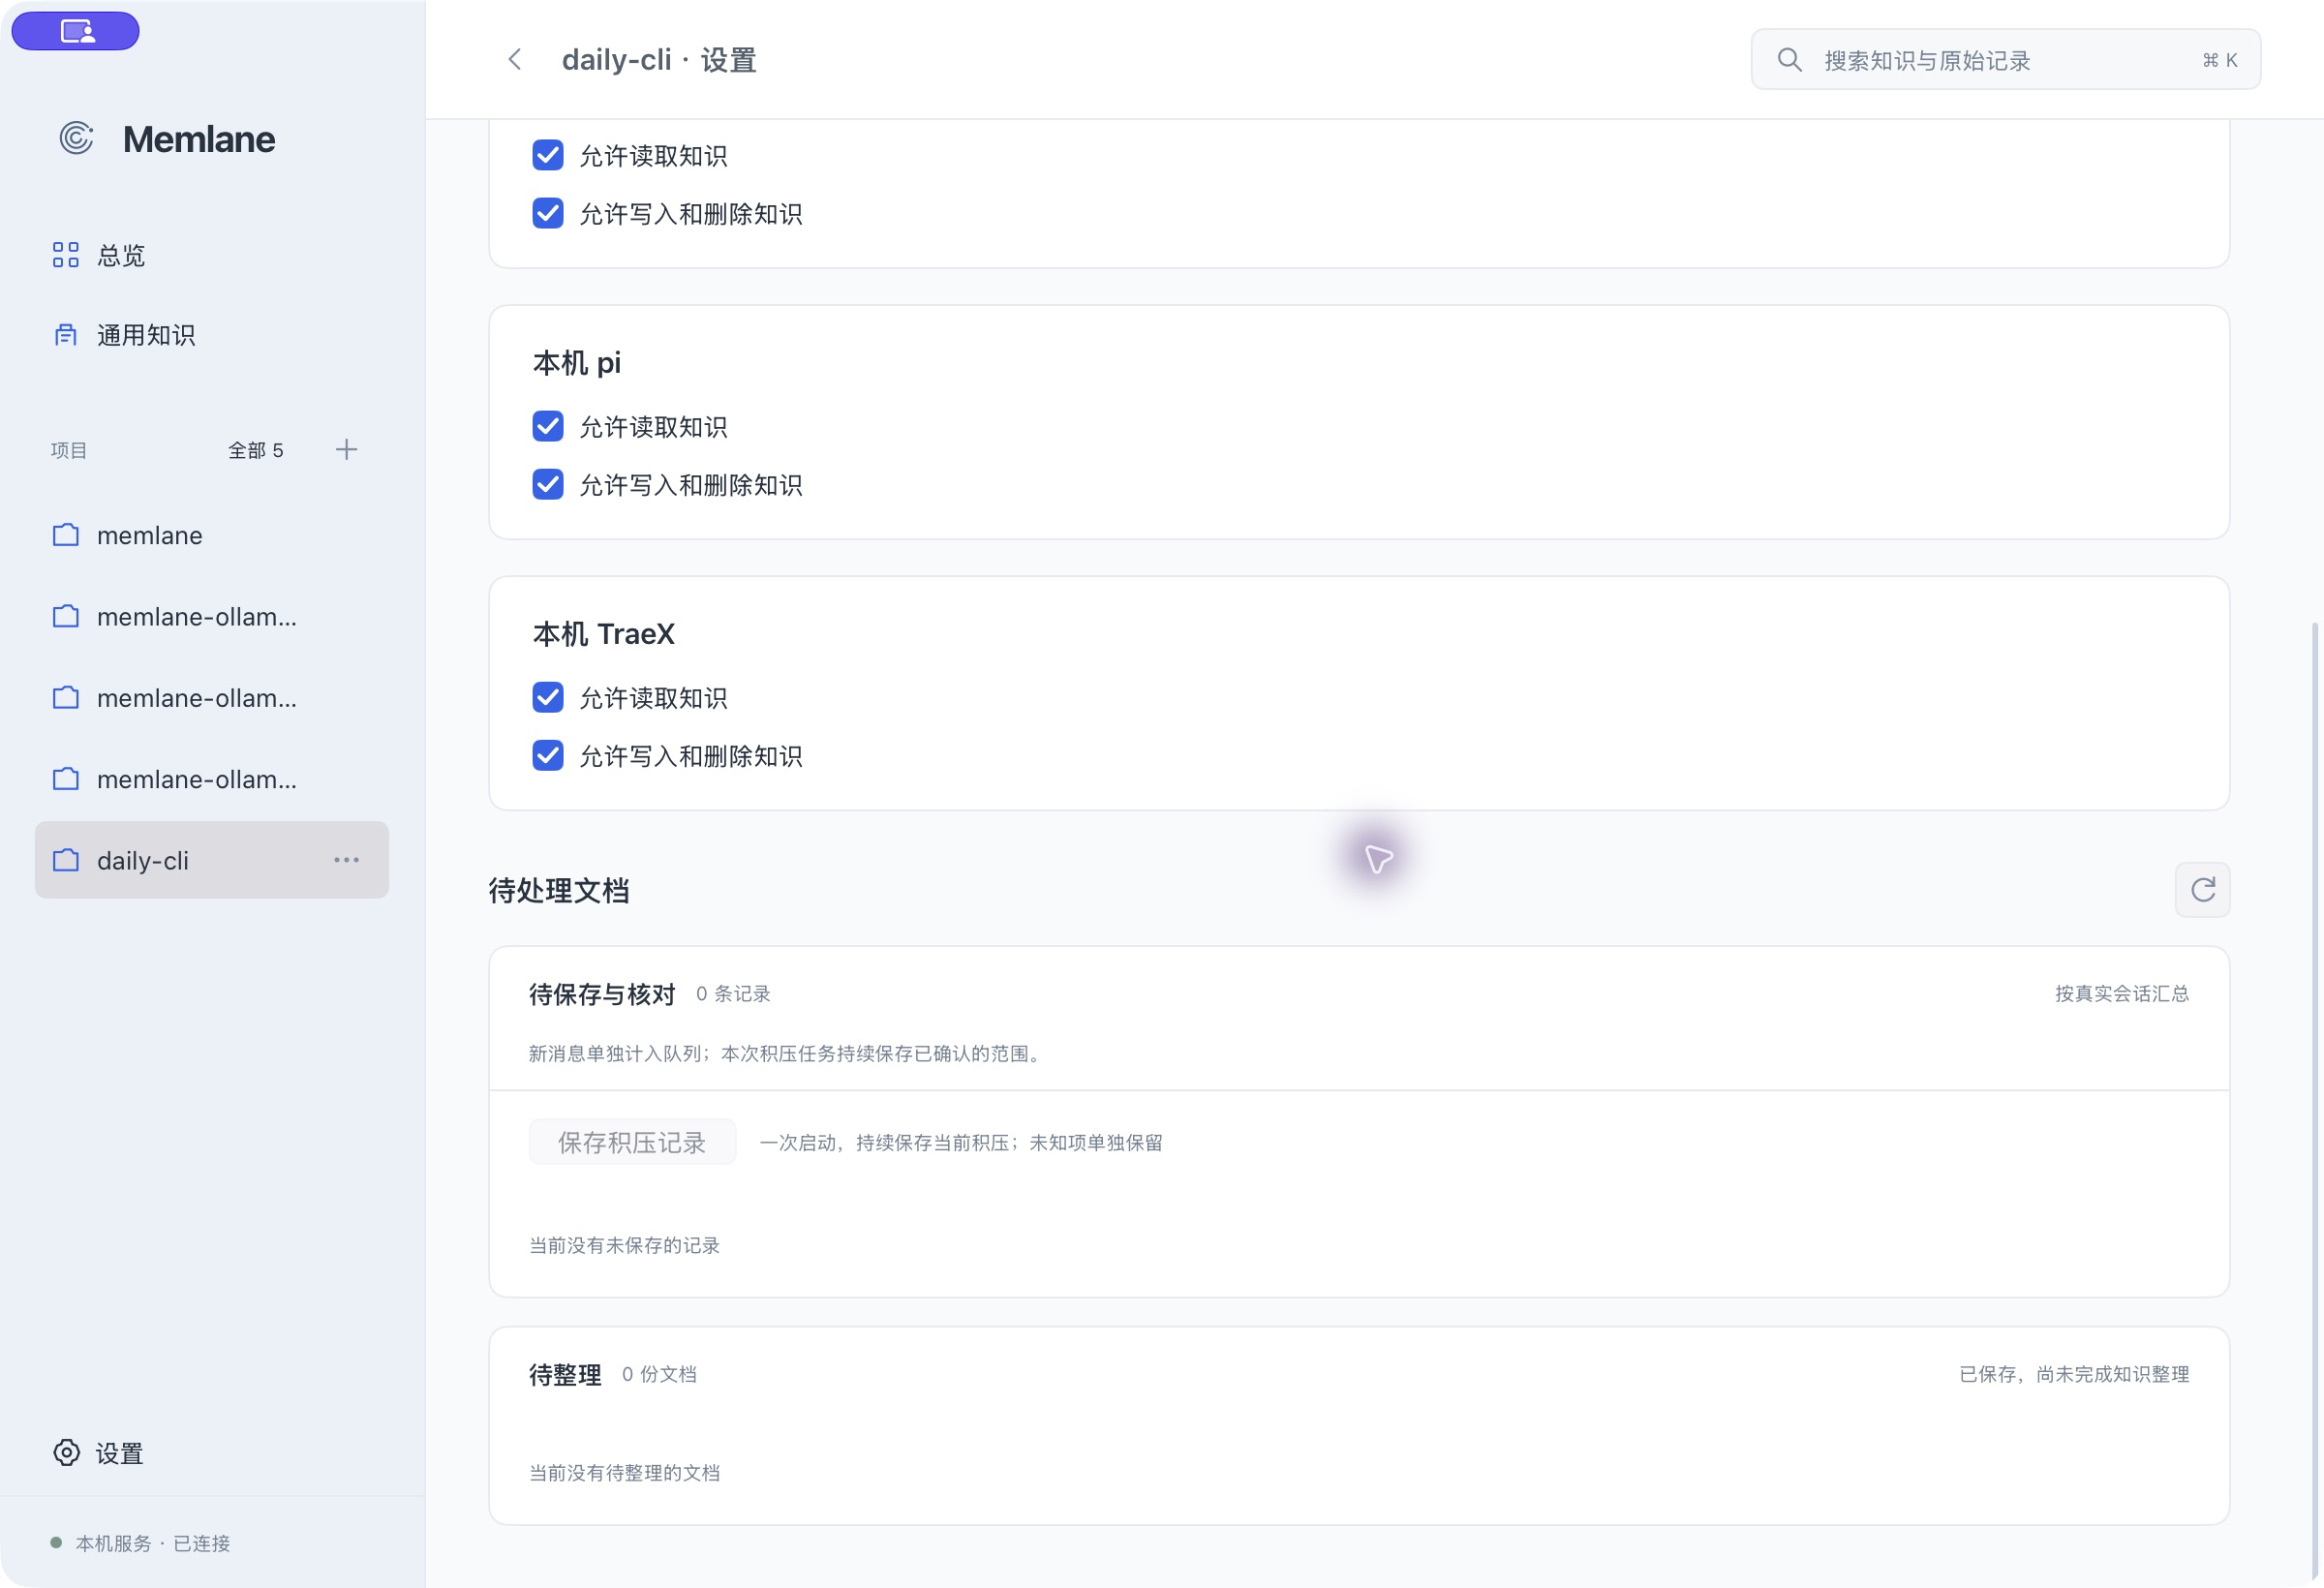 Memlane
总览
通用知识
项目 全部 5
memlane
memlane-ollam...
memlane-ollam...
memlane-ollam...
daily-cli
设置
本机服务 · 已连接
daily-cli · 设置
搜索知识与原始记录 ⌘ K
允许读取知识
允许写入和删除知识
本机 pi
允许读取知识
允许写入和删除知识
本机 TraeX
允许读取知识
允许写入和删除知识
待处理文档
待保存与核对 0 条记录 按真实会话汇总
新消息单独计入队列；本次积压任务持续保存已确认的范围。
保存积压记录 一次启动，持续保存当前积压；未知项单独保留
当前没有未保存的记录
待整理 0 份文档 已保存，尚未完成知识整理
当前没有待整理的文档